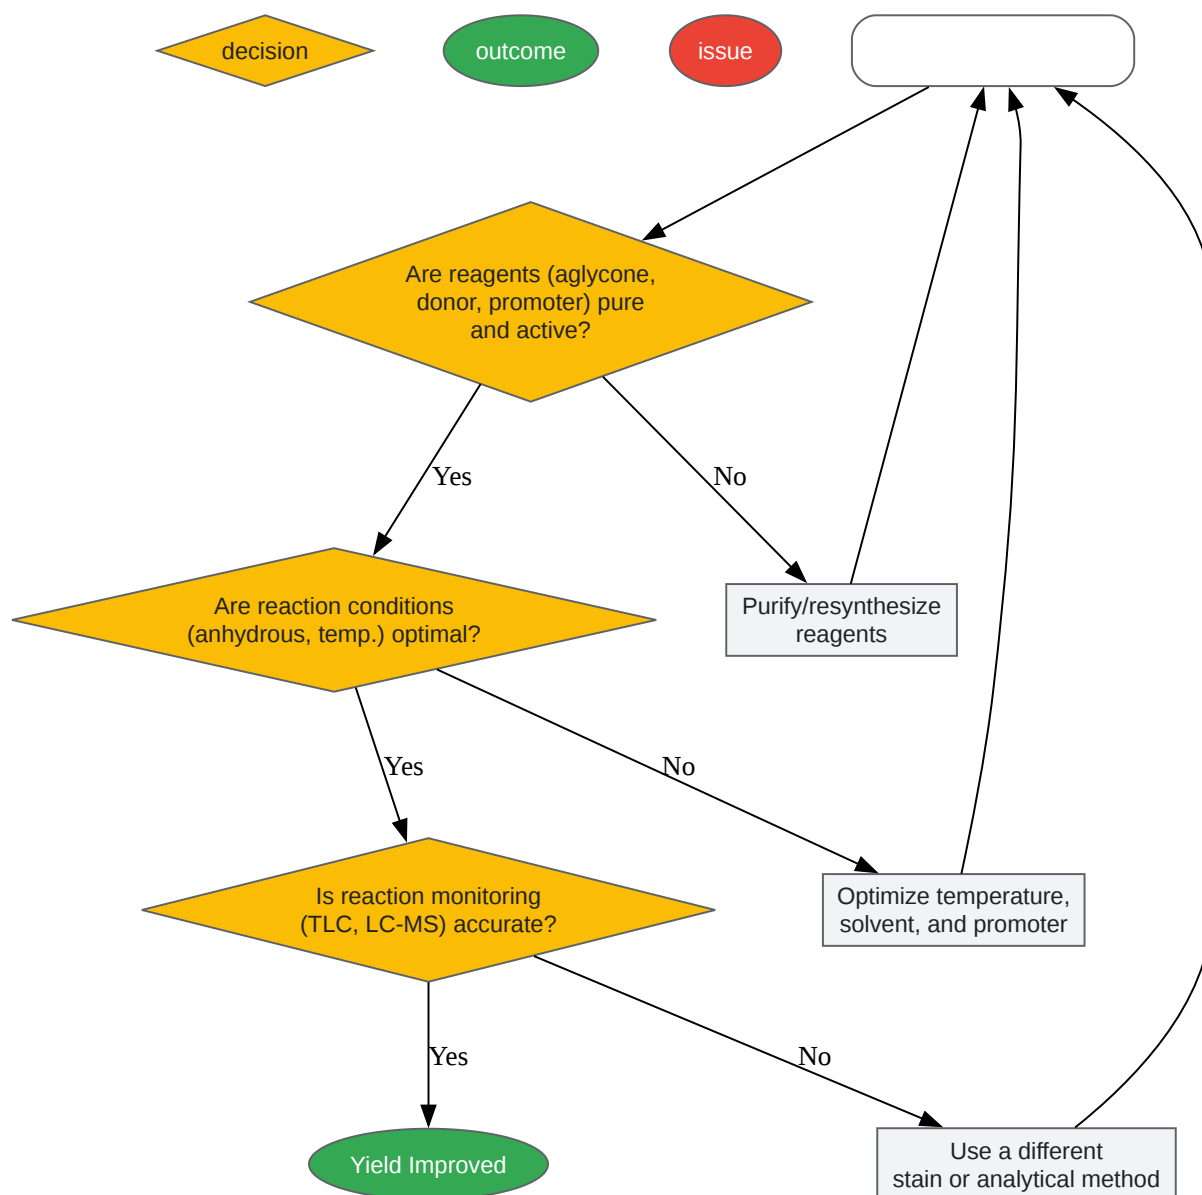 decision
outcome
issue
Are reagents (aglycone,
donor, promoter) pure
and active?
Yes
No
Are reaction conditions
(anhydrous, temp.) optimal?
Purify/resynthesize
reagents
Yes
No
Is reaction monitoring
(TLC, LC-MS) accurate?
Optimize temperature,
solvent, and promoter
Yes
No
Yield Improved
Use a different
stain or analytical method